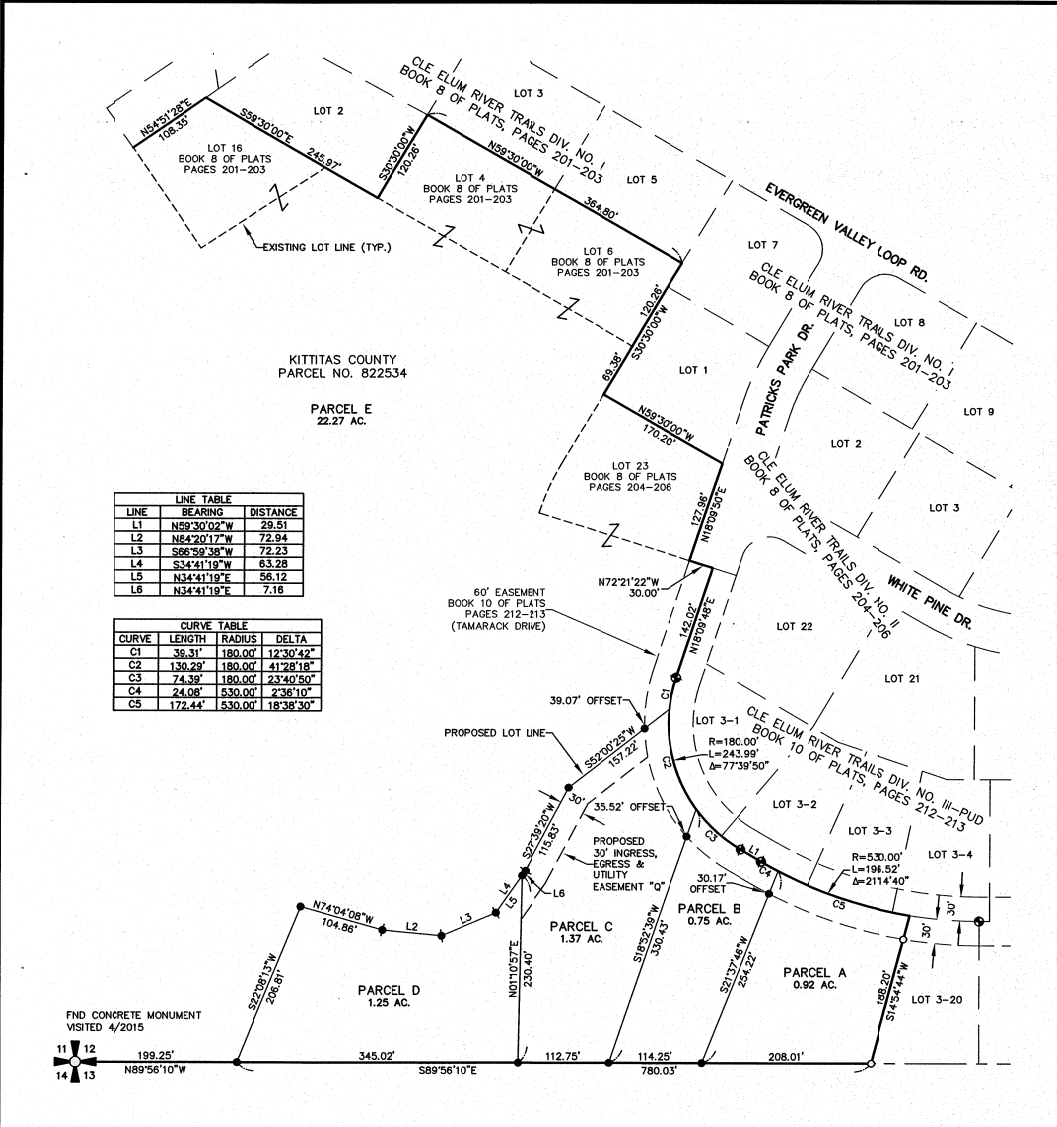 CLE ELUM RIVER TRAILS DIV. NO. I
BOOK 8 OF PLATS, PAGES 201-203
LOT 3
LOT 2
N54°51'28"E
108.35'
S59°30'00"E
245.97'
LOT 16
BOOK 8 OF PLATS
PAGES 201-203
S30°30'00"W
120.26'
N59°30'00"W
364.80'
LOT 4
BOOK 8 OF PLATS
PAGES 201-203
LOT 5
EXISTING LOT LINE (TYP.)
LOT 6
BOOK 8 OF PLATS
PAGES 201-203
EVERGREEN VALLEY LOOP RD.
LOT 7
CLE ELUM RIVER TRAILS DIV. NO. I
BOOK 8 OF PLATS, PAGES 201-203
LOT 8
120.26'
S30°30'00"W
69.38'
PATRICKS PARK DR.
KITTITAS COUNTY
PARCEL NO. 822534
PARCEL E
22.27 AC.
LOT 1
LOT 9
N59°30'00"W
170.20'
LOT 2
LOT 23
BOOK 8 OF PLATS
PAGES 204-206
CLE ELUM RIVER TRAILS DIV. NO. II
BOOK 8 OF PLATS, PAGES 204-206
LOT 3
127.96'
N18°09'50"E
LINE TABLE
LINE BEARING DISTANCE
L1 N59°30'02"W 29.51
L2 N84°20'17"W 72.94
L3 S66°59'38"W 72.23
L4 S34°41'19"W 63.28
L5 N34°41'19"E 56.12
L6 N34°41'19"E 7.16
N72°21'22"W
30.00'
WHITE PINE DR.
60' EASEMENT
BOOK 10 OF PLATS
PAGES 212-213
(TAMARACK DRIVE)
142.02'
N18°09'48"E
LOT 22
LOT 21
CURVE TABLE
CURVE LENGTH RADIUS DELTA
C1 39.31' 180.00' 12°30'42"
C2 130.29' 180.00' 41°28'18"
C3 74.39' 180.00' 23°40'50"
C4 24.08' 530.00' 2°36'10"
C5 172.44' 530.00' 18°38'30"
C1
39.07' OFFSET
LOT 3-1
CLE ELUM RIVER TRAILS DIV. NO. III-PUD
BOOK 10 OF PLATS, PAGES 212-213
PROPOSED LOT LINE
S52°00'25"W
157.22'
C2
R=180.00'
L=243.99'
Δ=77°39'50"
30'
35.52' OFFSET
LOT 3-2
C3
S27°39'20"W
115.83'
PROPOSED
30' INGRESS,
EGRESS &
UTILITY
EASEMENT "Q"
LOT 3-3
L1
C4
R=530.00'
L=196.52'
Δ=21°14'40"
LOT 3-4
L4
L5
L6
30.17'
OFFSET
C5
30'
30'
N74°04'08"W
104.86'
L2
L3
PARCEL C
1.37 AC.
PARCEL B
0.75 AC.
S22°08'13"W
206.81'
N01°10'57"E
230.40'
S18°52'39"W
330.43'
S21°37'46"W
254.22'
PARCEL A
0.92 AC.
168.20'
S14°54'44"W
LOT 3-20
PARCEL D
1.25 AC.
FND CONCRETE MONUMENT
VISITED 4/2015
11 12
14 13
199.25'
N89°56'10"W
345.02'
S89°56'10"E
112.75'
114.25'
780.03'
208.01'